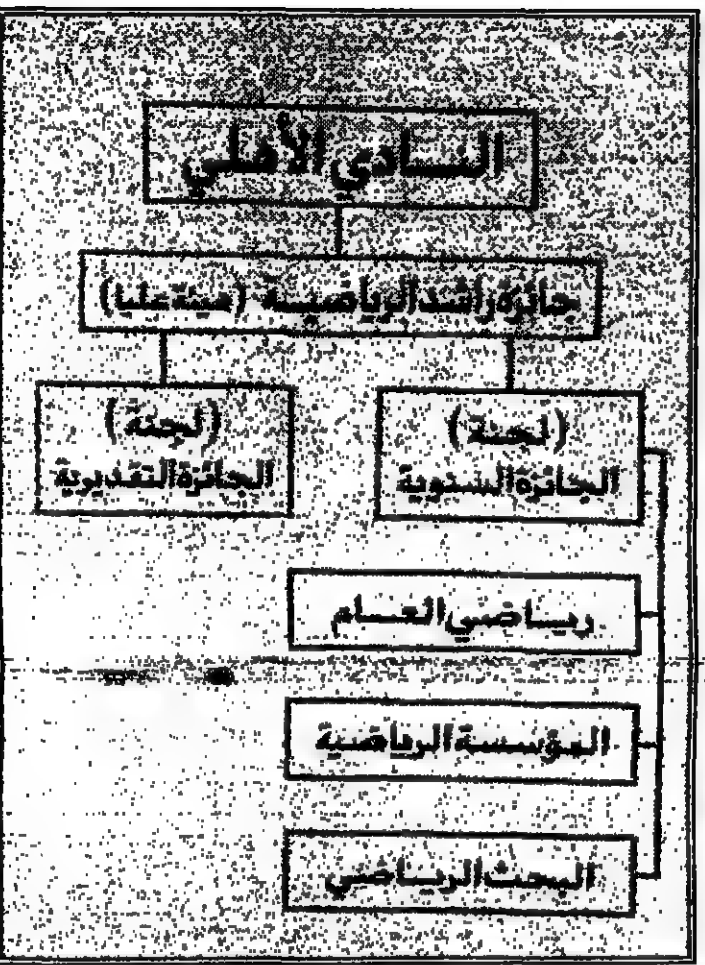 النادي الأهلي
جائزة راشد الرياضية (هيئة عليا)
(لجنة)
الجائزة السنوية
(لجنة)
الجائزة التقديرية
رياضي العام
المؤسسة الرياضية
البحث الرياضي